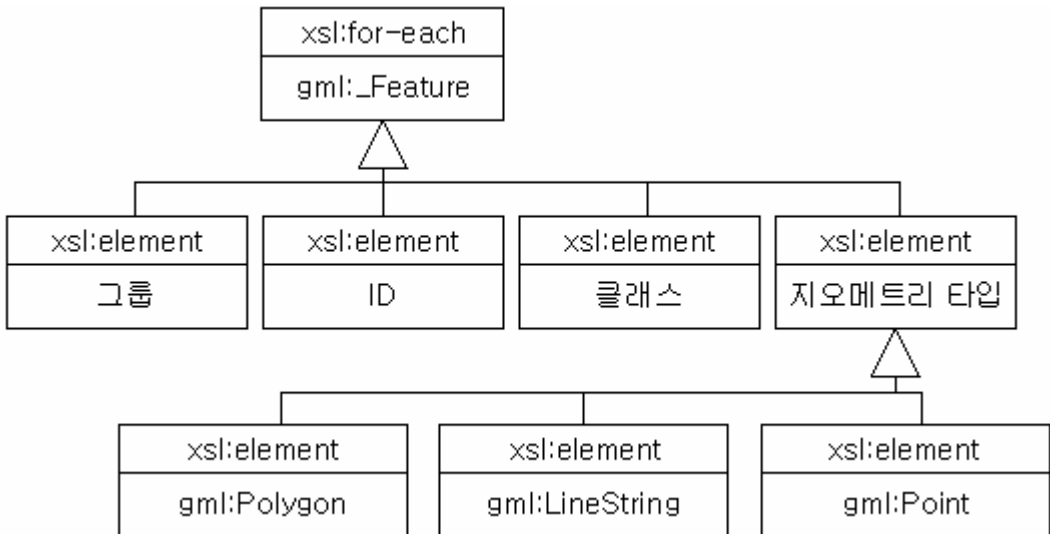 xsl:for-each
gml:_Feature
xsl:element
그룹
xsl:element
ID
xsl:element
클래스
xsl:element
지오메트리 타입
xsl:element
gml:Polygon
xsl:element
gml:LineString
xsl:element
gml:Point